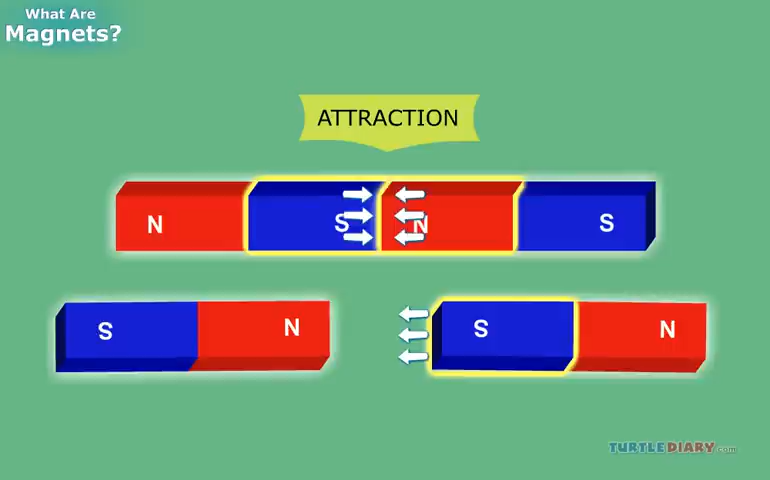 What Are
Magnets?
ATTRACTION
N S N S
S N S N
TURTLEDIARY.com